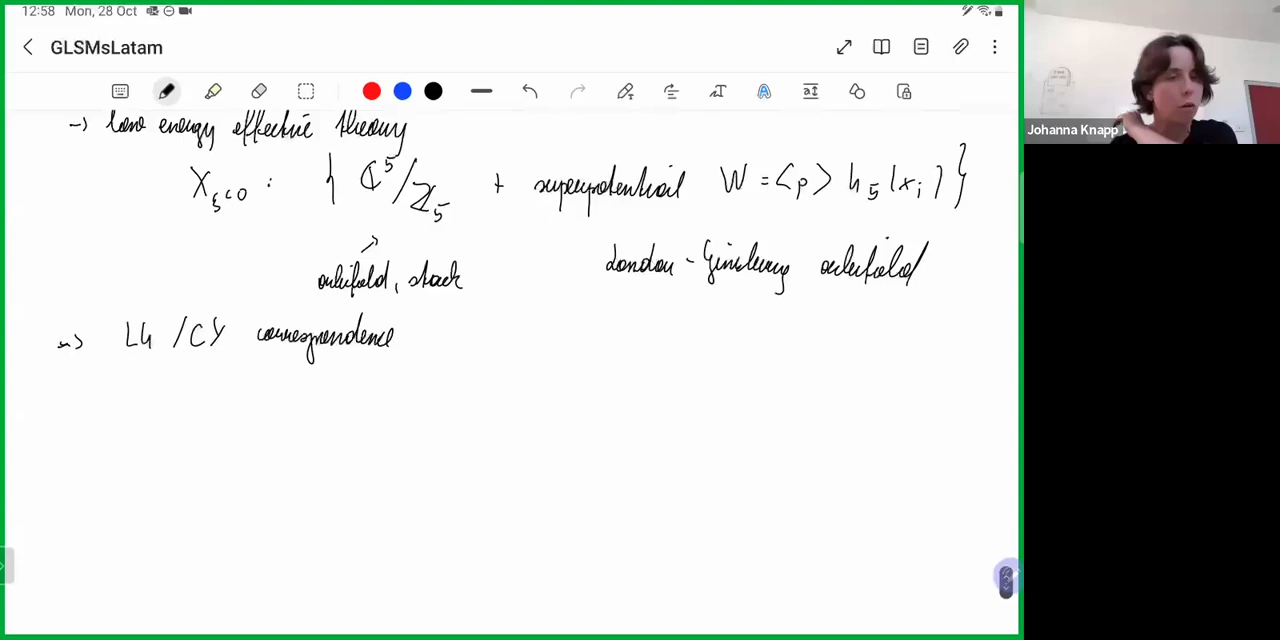 12:58 Mon, 28 Oct
GLSMsLatam
→ low energy effective theory
X_{ξ<0} : { ℂ^5/ℤ_5 + superpotential W = <p> h_5(x_i) }
orbifold, stack
Landau - Ginzburg orbifold
~> LG /CY correspondence
Johanna Knapp